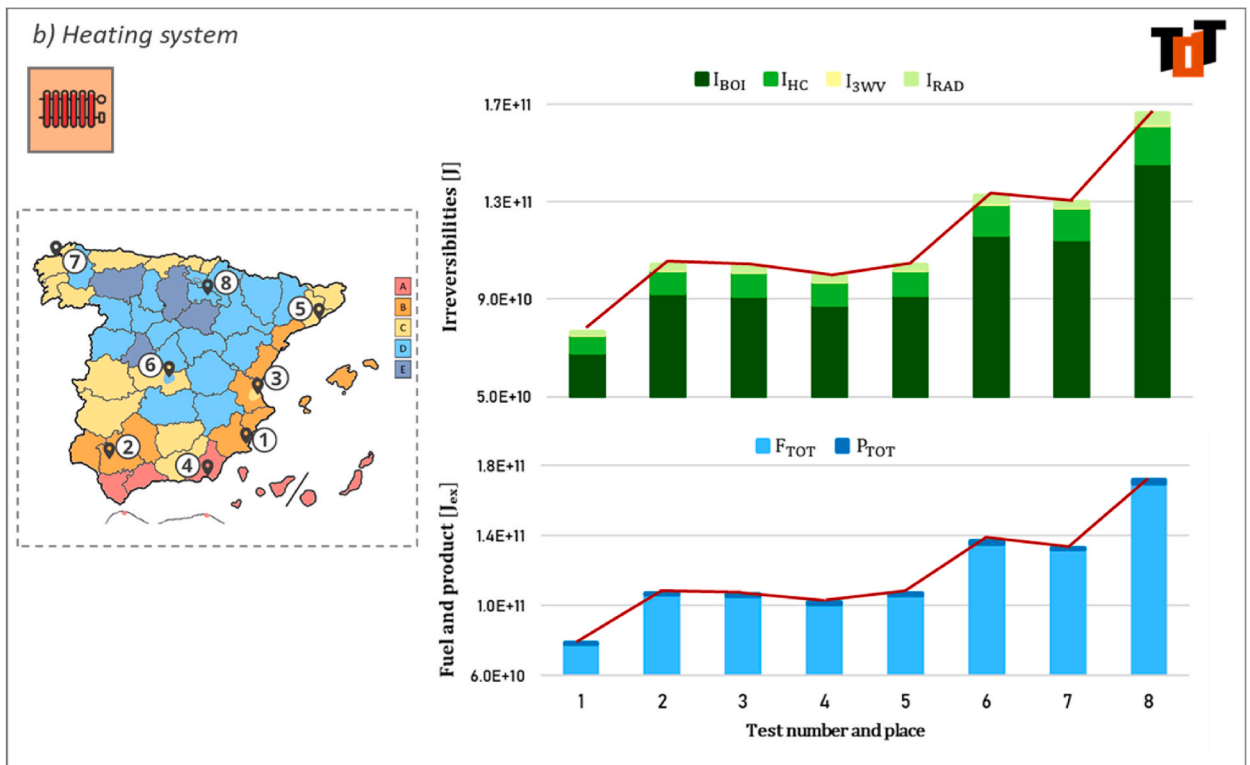 b) Heating system
TOT
I_BOI I_HC I_3WV I_RAD
Irreversibilities [J]
1.7E+11
1.3E+11
9.0E+10
5.0E+10
7
8
5
6
3
2
1
4
A
B
C
D
E
F_TOT P_TOT
Fuel and product [J_ex]
1.8E+11
1.4E+11
1.0E+11
6.0E+10
1 2 3 4 5 6 7 8
Test number and place